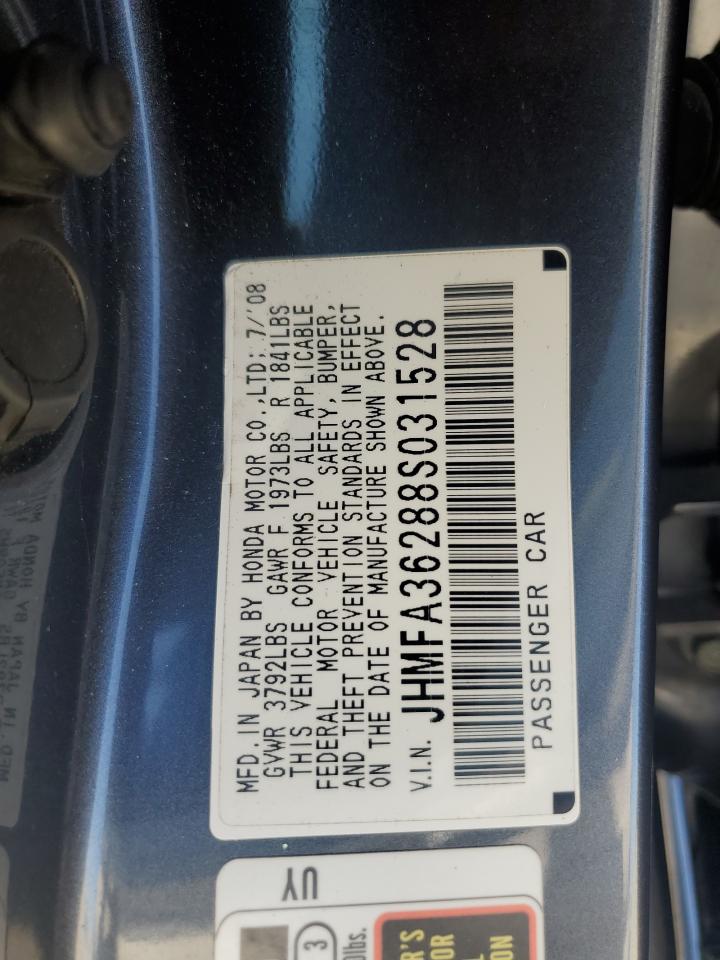 MFD. IN JAPAN BY HONDA MOTOR CO.,LTD; 7/'08
GVWR 3792LBS GAWR F 1973LBS R 1841LBS
THIS VEHICLE CONFORMS TO ALL APPLICABLE
FEDERAL MOTOR VEHICLE SAFETY, BUMPER,
AND THEFT PREVENTION STANDARDS IN EFFECT
ON THE DATE OF MANUFACTURE SHOWN ABOVE.
V.I.N. JHMFA36288S031528
PASSENGER CAR
UY
3